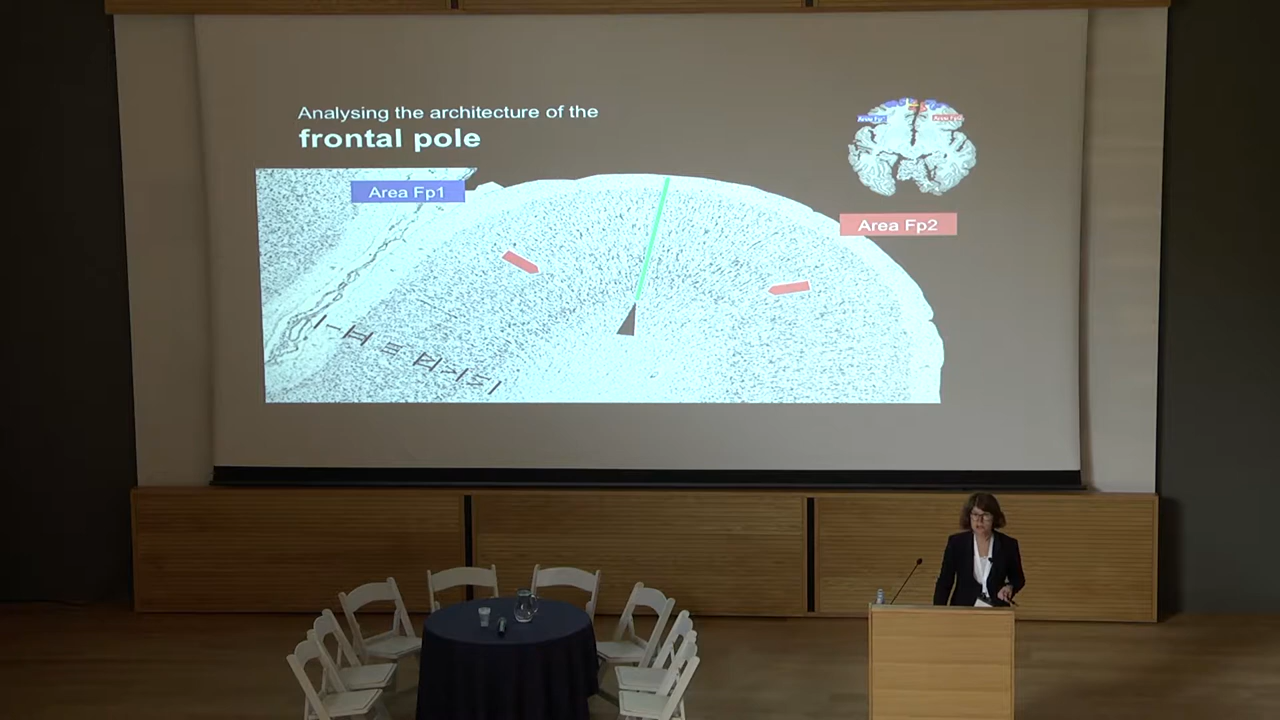 Analysing the architecture of the
frontal pole
Area Fp1
Area Fp2